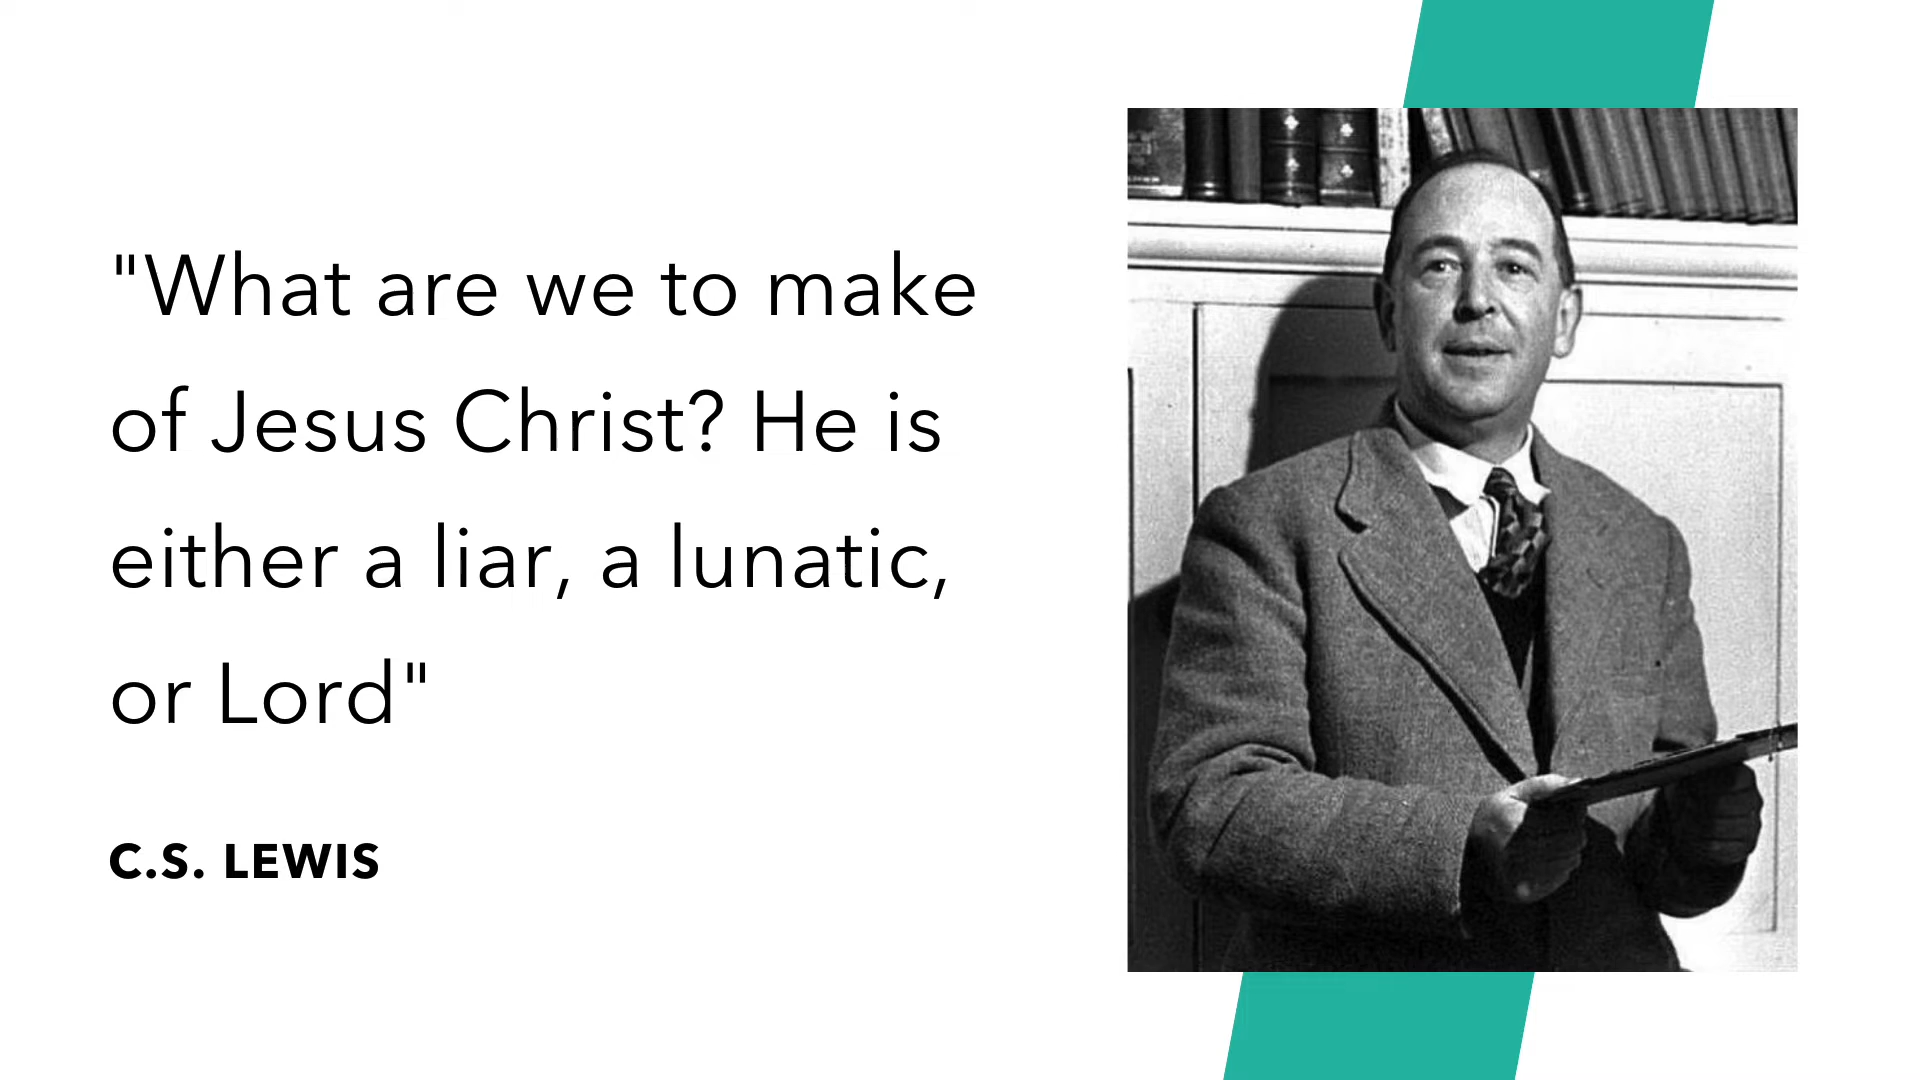 "What are we to make
of Jesus Christ? He is
either a liar, a lunatic,
or Lord"
C.S. LEWIS